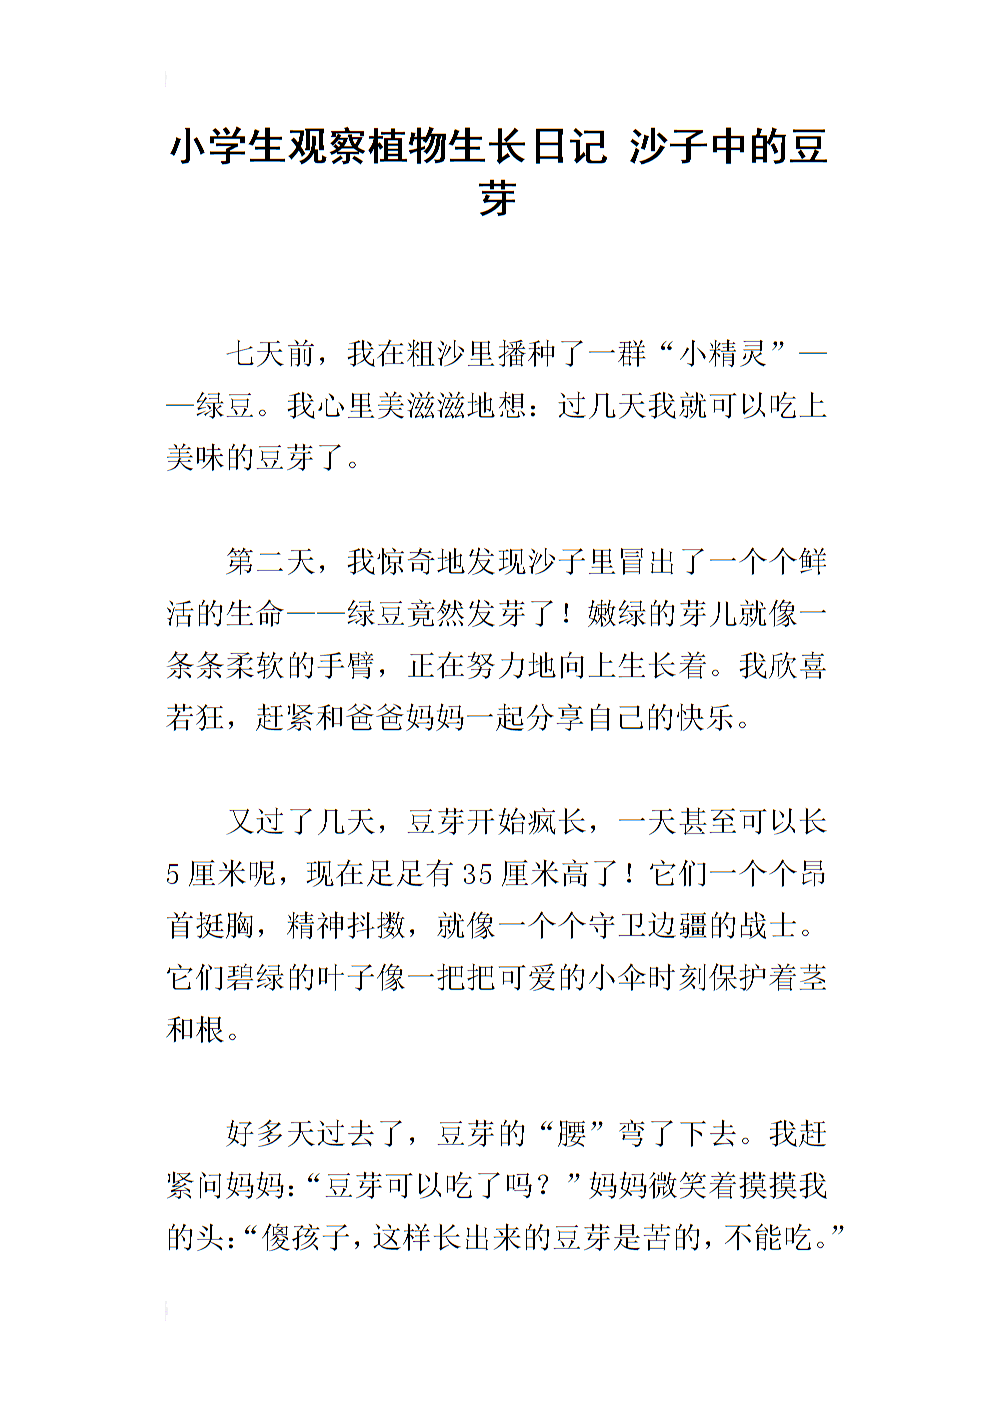 小学生观察植物生长日记 沙子中的豆
芽
七天前，我在粗沙里播种了一群“小精灵”—
—绿豆。我心里美滋滋地想：过几天我就可以吃上
美味的豆芽了。
第二天，我惊奇地发现沙子里冒出了一个个鲜
活的生命——绿豆竟然发芽了！嫩绿的芽儿就像一
条条柔软的手臂，正在努力地向上生长着。我欣喜
若狂，赶紧和爸爸妈妈一起分享自己的快乐。
又过了几天，豆芽开始疯长，一天甚至可以长
5厘米呢，现在足足有35厘米高了！它们一个个昂
首挺胸，精神抖擞，就像一个个守卫边疆的战士。
它们碧绿的叶子像一把把可爱的小伞时刻保护着茎
和根。
好多天过去了，豆芽的“腰”弯了下去。我赶
紧问妈妈：“豆芽可以吃了吗？”妈妈微笑着摸摸我
的头：“傻孩子，这样长出来的豆芽是苦的，不能吃。”